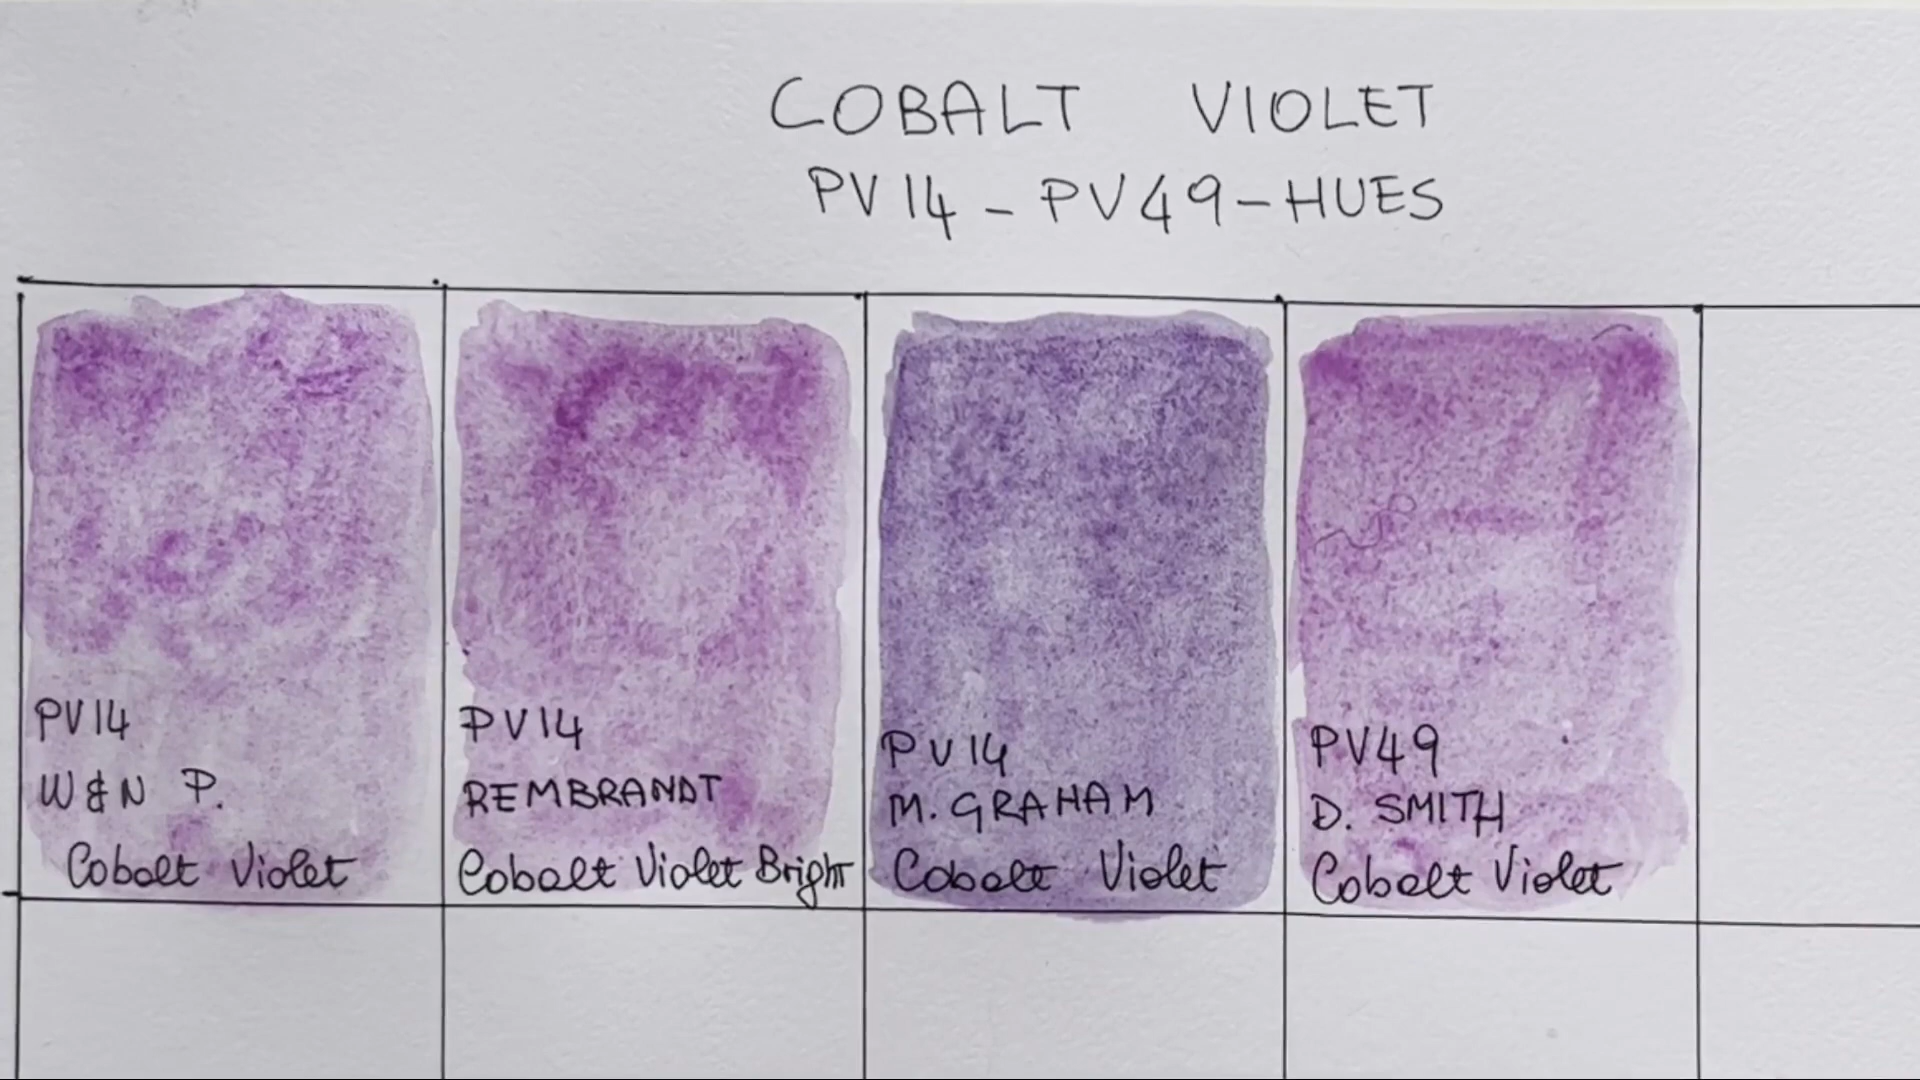 COBALT VIOLET
PV14-PV49-HUES
PV14
W&N P.
Cobalt Violet
PV14
REMBRANDT
Cobalt Violet Bright
PV14
M. GRAHAM
Cobalt Violet
PV49
D. SMITH
Cobalt Violet